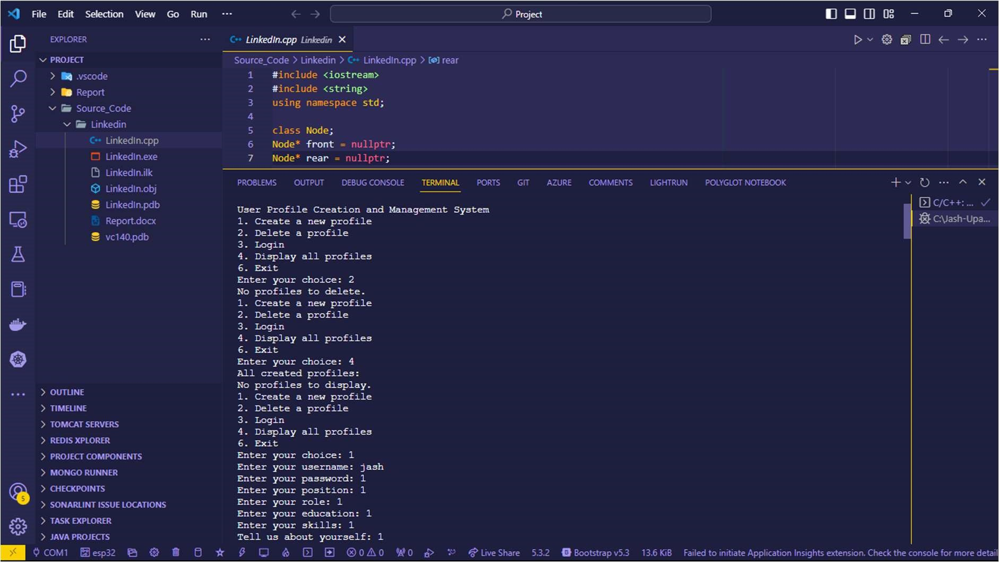 File Edit Selection View Go Run ···
Project
EXPLORER
PROJECT
.vscode
Report
Source_Code
Linkedin
LinkedIn.cpp
LinkedIn.exe
LinkedIn.ilk
LinkedIn.obj
LinkedIn.pdb
Report.docx
vc140.pdb
OUTLINE
TIMELINE
TOMCAT SERVERS
REDIS XPLORER
PROJECT COMPONENTS
MONGO RUNNER
CHECKPOINTS
SONARLINT ISSUE LOCATIONS
TASK EXPLORER
JAVA PROJECTS
5
LinkedIn.cpp Linkedin
Source_Code > Linkedin > LinkedIn.cpp > rear
1 #include <iostream>
2 #include <string>
3 using namespace std;
4
5 class Node;
6 Node* front = nullptr;
7 Node* rear = nullptr;
PROBLEMS OUTPUT DEBUG CONSOLE TERMINAL PORTS GIT AZURE COMMENTS LIGHTRUN POLYGLOT NOTEBOOK
User Profile Creation and Management System
1. Create a new profile
2. Delete a profile
3. Login
4. Display all profiles
6. Exit
Enter your choice: 2
No profiles to delete.
1. Create a new profile
2. Delete a profile
3. Login
4. Display all profiles
6. Exit
Enter your choice: 4
All created profiles:
No profiles to display.
1. Create a new profile
2. Delete a profile
3. Login
4. Display all profiles
6. Exit
Enter your choice: 1
Enter your username: jash
Enter your password: 1
Enter your position: 1
Enter your role: 1
Enter your education: 1
Enter your skills: 1
Tell us about yourself: 1
C/C++: ...
C:\Jash-Upa...
COM1 esp32 0 0 0 Live Share 5.3.2 Bootstrap v5.3 13.6 KiB Failed to initiate Application Insights extension. Check the console for more detail